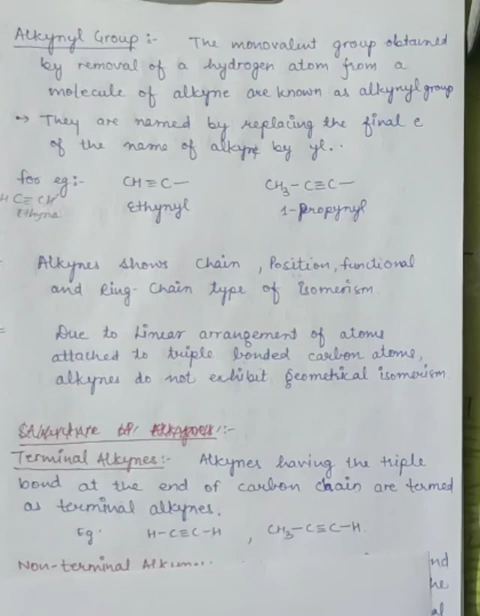 Alkynyl Group :- The monovalent group obtained
by removal of a hydrogen atom from a
molecule of alkyne are known as alkynyl group
→ They are named by replacing the final e
of the name of alkyne by yl..
for eg:- CH≡C— CH3-C≡C—
HC≡CH Ethynyl 1-Propynyl
Ethyne
Alkynes shows Chain , Position, functional
and Ring-Chain type of Isomerism.
Due to Linear arrangement of atoms
attached to triple bonded carbon atoms,
alkynes do not exhibit geometrical isomerism
Terminal Alkynes:- Alkynes having the triple
bond at the end of carbon chain are termed
as terminal alkynes.
Eg. H-C≡C-H , CH3-C≡C-H.
Non-terminal